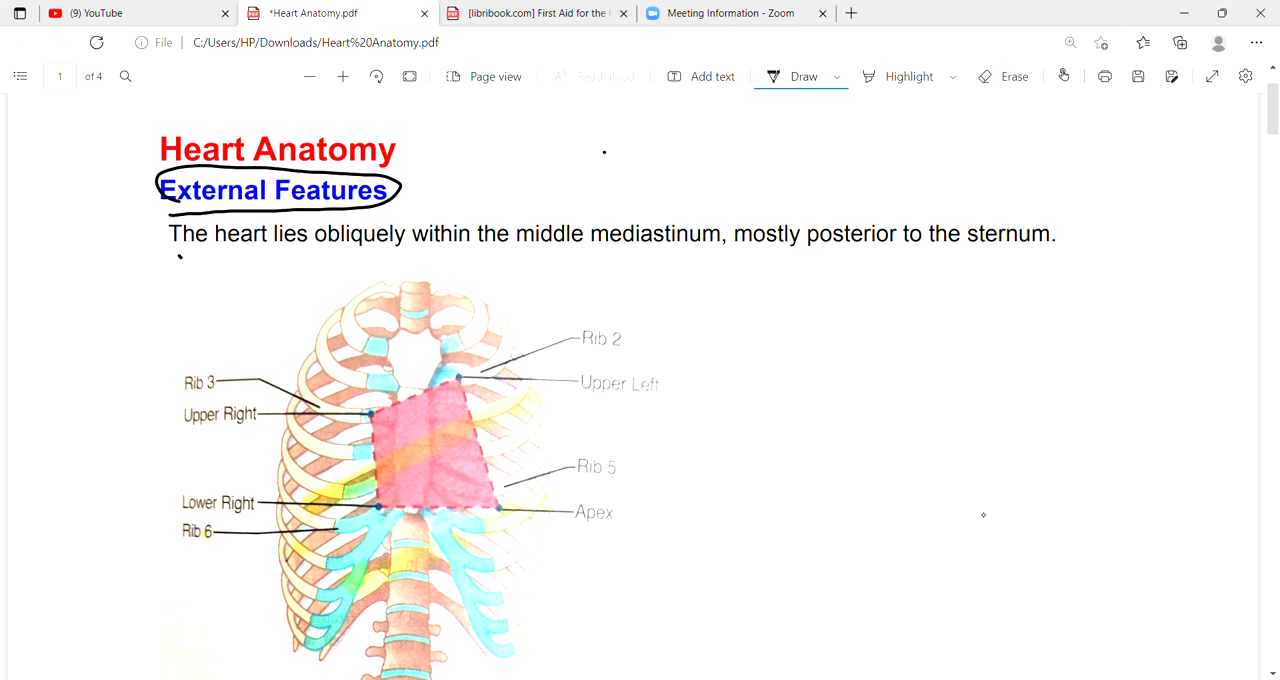 (9) YouTube
*Heart Anatomy.pdf
[libribook.com] First Aid for the
Meeting Information - Zoom
File
C:/Users/HP/Downloads/Heart%20Anatomy.pdf
1 of 4
Page view
Read aloud
Add text
Draw
Highlight
Erase
Heart Anatomy
External Features
The heart lies obliquely within the middle mediastinum, mostly posterior to the sternum.
Rib 2
Rib 3
Upper Left
Upper Right
Rib 5
Lower Right
Apex
Rib 6